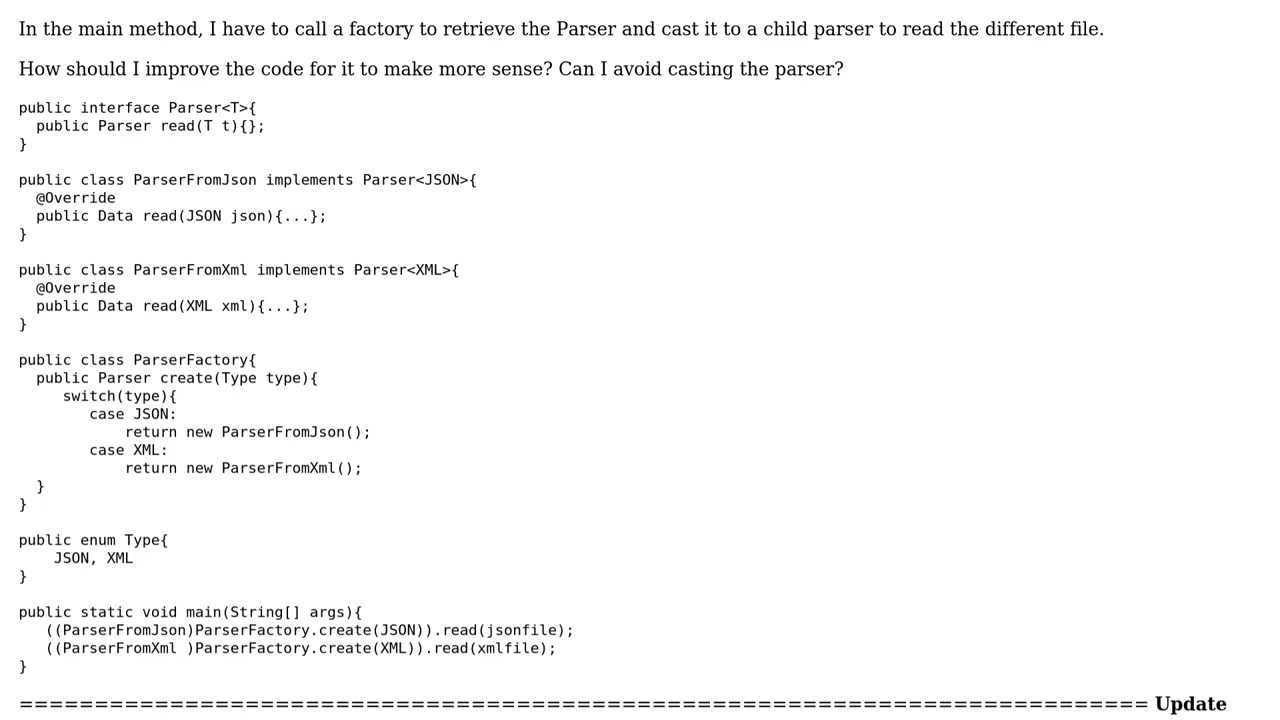 In the main method, I have to call a factory to retrieve the Parser and cast it to a child parser to read the different file.
How should I improve the code for it to make more sense? Can I avoid casting the parser?
public interface Parser<T>{
  public Parser read(T t){};
}
public class ParserFromJson implements Parser<JSON>{
  @Override
  public Data read(JSON json){...};
}
public class ParserFromXml implements Parser<XML>{
  @Override
  public Data read(XML xml){...};
}
public class ParserFactory{
  public Parser create(Type type){
     switch(type){
        case JSON:
            return new ParserFromJson();
        case XML:
            return new ParserFromXml();
  }
}
public enum Type{
    JSON, XML
}
public static void main(String[] args){
   ((ParserFromJson)ParserFactory.create(JSON)).read(jsonfile);
   ((ParserFromXml )ParserFactory.create(XML)).read(xmlfile);
}
=========================================================================== Update